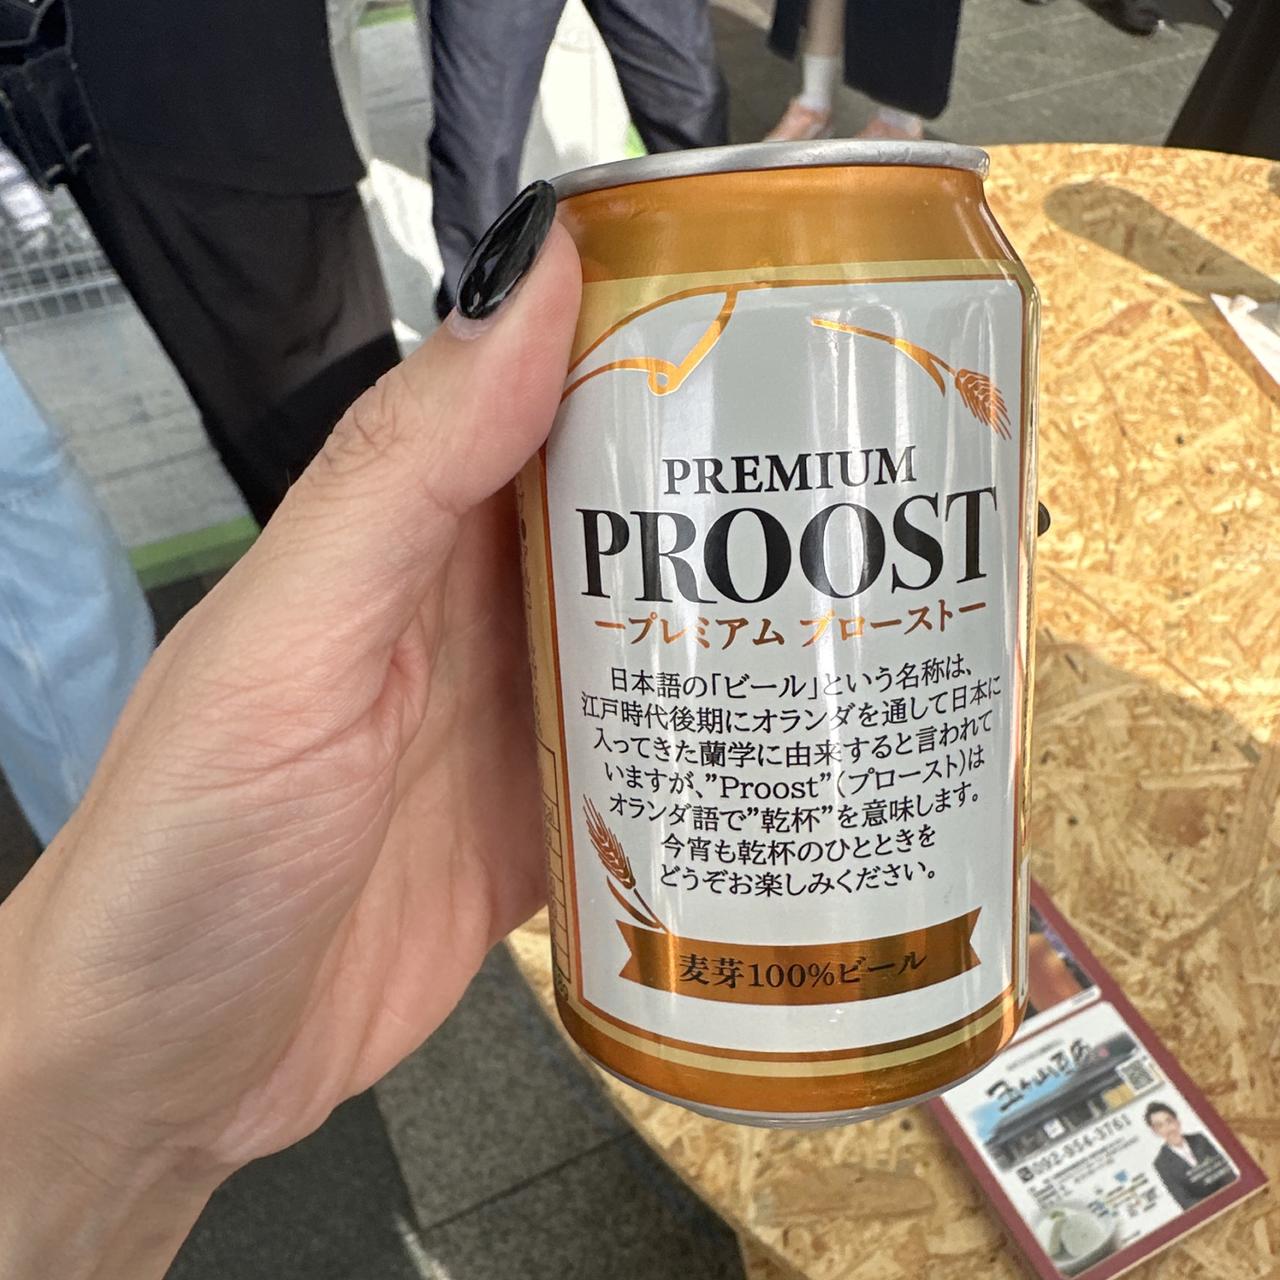 PREMIUM
PROOST
ープレミアム プローストー
日本語の「ビール」という名称は、
江戸時代後期にオランダを通して日本に
入ってきた蘭学に由来すると言われて
いますが、”Proost”(プロースト)は
オランダ語で”乾杯”を意味します。
今宵も乾杯のひとときを
どうぞお楽しみください。
麦芽100%ビール
092-954-3761